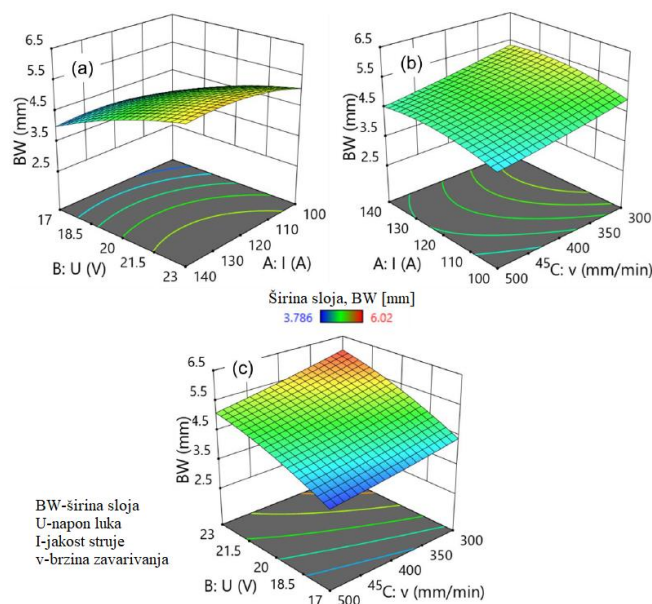 6.5
5.5
4.5
3.5
2.5
BW (mm)
(a)
17
18.5
20
21.5
23
B: U (V)
140
130
120
110
100
A: I (A)
6.5
5.5
4.5
3.5
2.5
BW (mm)
(b)
140
130
120
110
100
A: I (A)
500
450
400
350
300
C: v (mm/min)
Širina sloja, BW [mm]
3.786 6.02
6.5
5.5
4.5
3.5
2.5
BW (mm)
(c)
23
21.5
20
18.5
17
B: U (V)
500
450
400
350
300
C: v (mm/min)
BW-širina sloja
U-napon luka
I-jakost struje
v-brzina zavarivanja